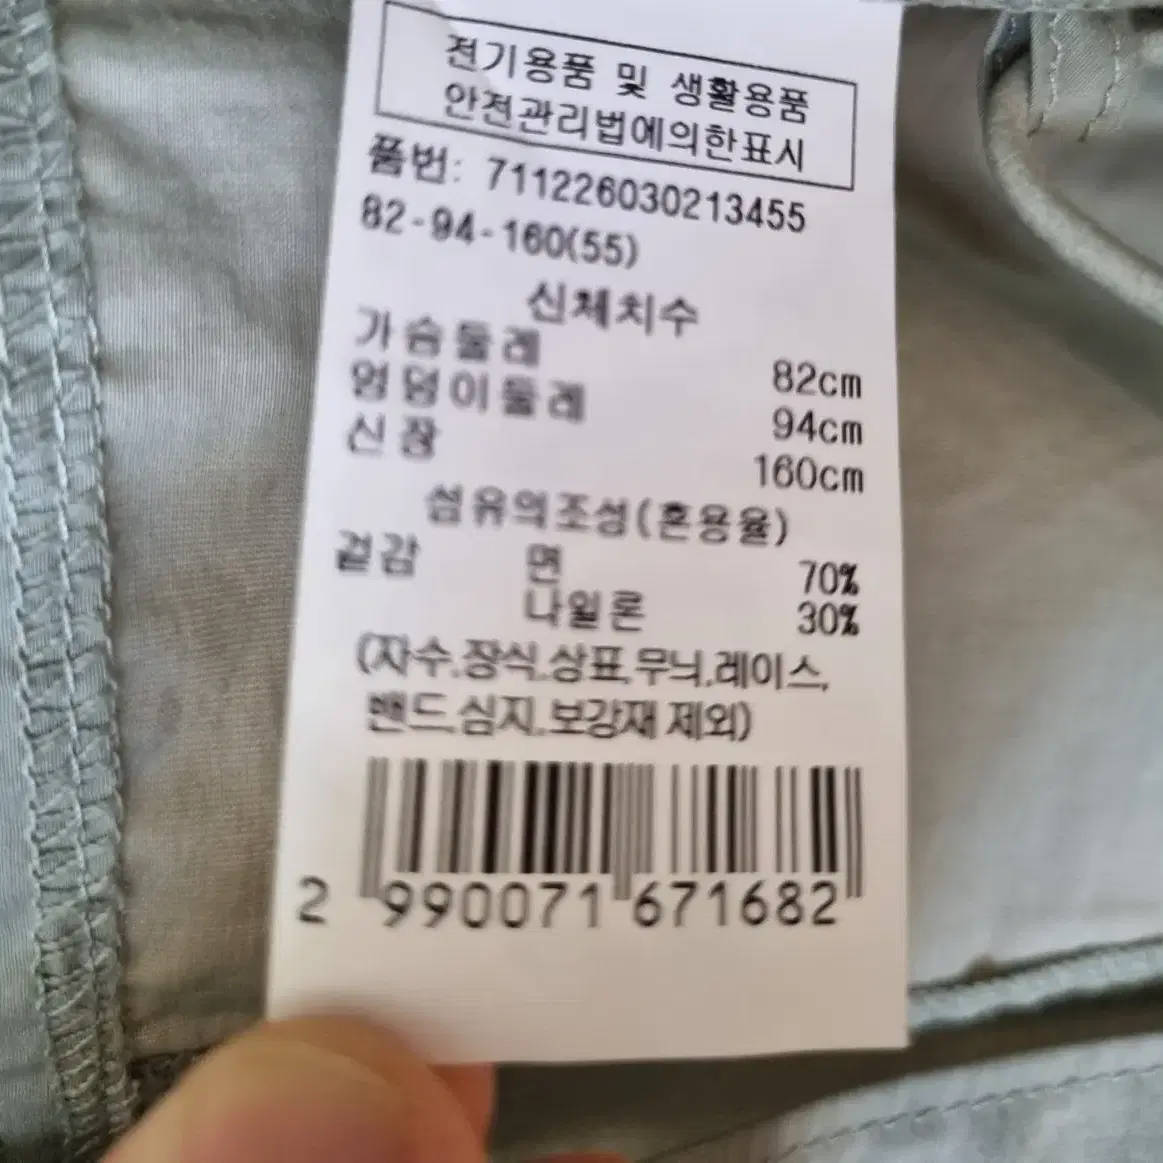 전기용품 및 생활용품
안전관리법에의한표시
품번: 711226030213455
82-94-160(55)
신체치수
가슴둘레 82cm
엉덩이둘레 94cm
신장 160cm
섬유의조성(혼용율)
겉감 면 70%
나일론 30%
(자수,장식,상표,무늬,레이스,
밴드,심지,보강재 제외)
2 990071 671682